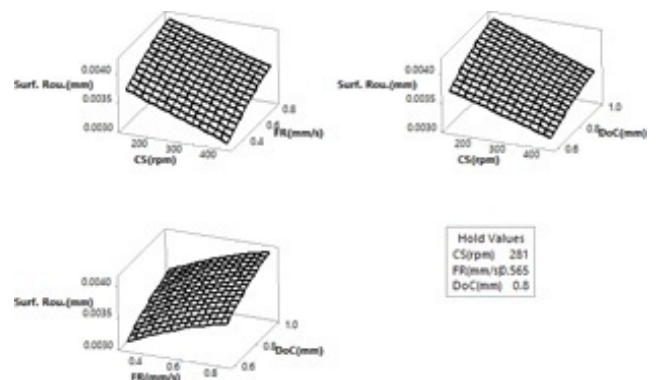 0.0040
Surf. Rou.(mm)
0.0035
0.0030
200
300
400
CS(rpm)
0.4
0.6
0.8
FR(mm/s)
0.0040
Surf. Rou.(mm)
0.0035
0.0030
200
300
400
CS(rpm)
0.6
0.8
1.0
DoC(mm)
0.0040
Surf. Rou.(mm)
0.0035
0.0030
0.4
0.6
0.8
FR(mm/s)
0.6
0.8
1.0
DoC(mm)
Hold Values
CS(rpm) 281
FR(mm/s) 0.565
DoC(mm) 0.8